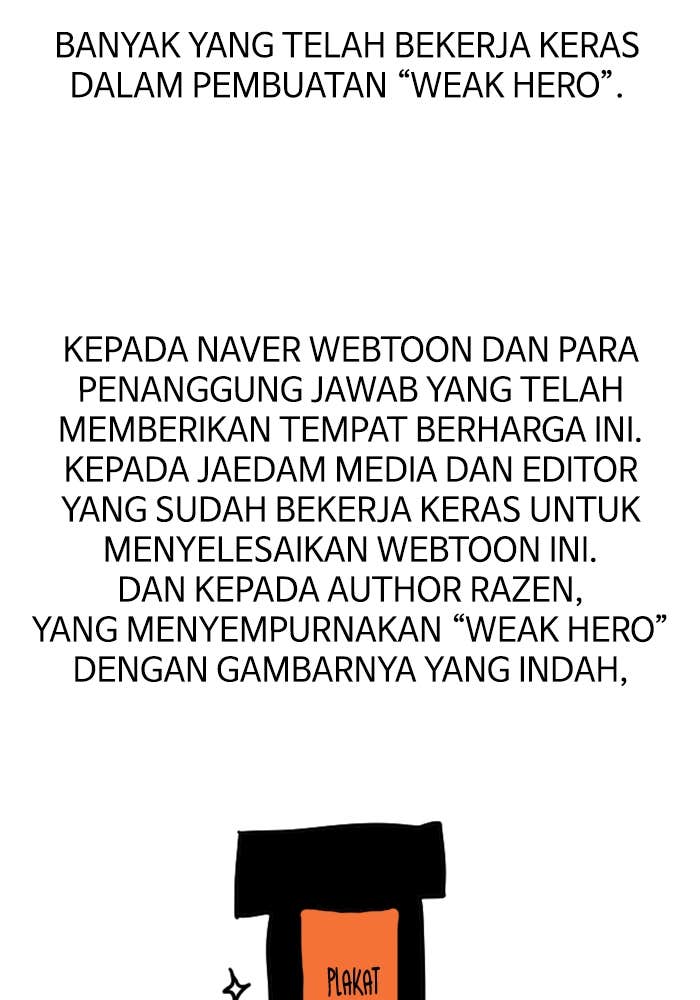 BANYAK YANG TELAH BEKERJA KERAS
DALAM PEMBUATAN “WEAK HERO”.
KEPADA NAVER WEBTOON DAN PARA
PENANGGUNG JAWAB YANG TELAH
MEMBERIKAN TEMPAT BERHARGA INI.
KEPADA JAEDAM MEDIA DAN EDITOR
YANG SUDAH BEKERJA KERAS UNTUK
MENYELESAIKAN WEBTOON INI.
DAN KEPADA AUTHOR RAZEN,
YANG MENYEMPURNAKAN “WEAK HERO”
DENGAN GAMBARNYA YANG INDAH,
PLAKAT